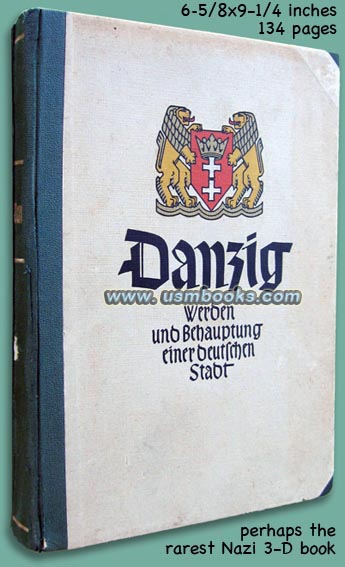 6-5/8x9-1/4 inches
134 pages
Danzig
www.usmbooks.com
Werden
und Behauptung
einer deutschen
Stadt
perhaps the
rarest Nazi 3-D book